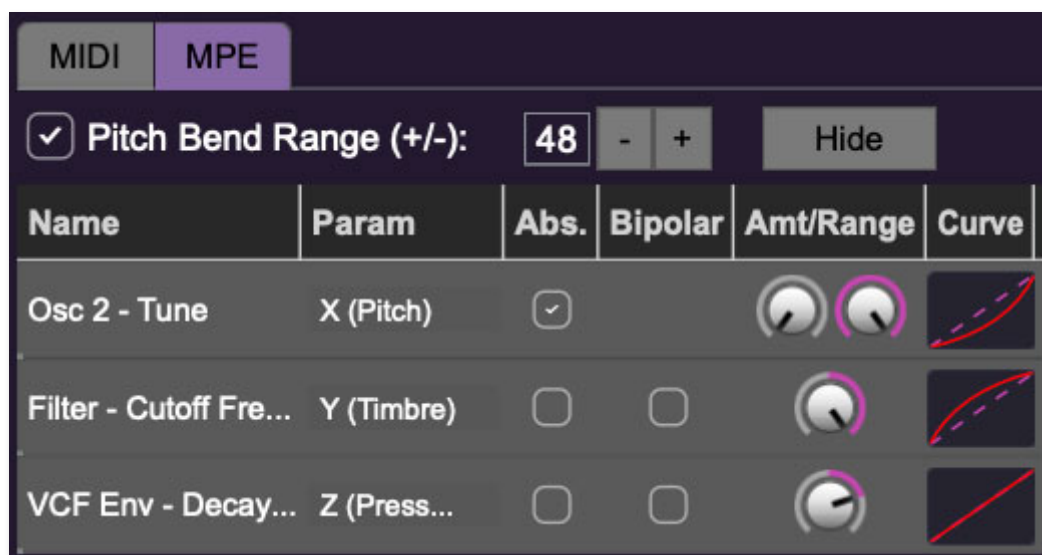 MIDI MPE
Pitch Bend Range (+/-): 48 - + Hide
Name Param Abs. Bipolar Amt/Range Curve
Osc 2 - Tune X (Pitch)
Filter - Cutoff Fre... Y (Timbre)
VCF Env - Decay... Z (Press...